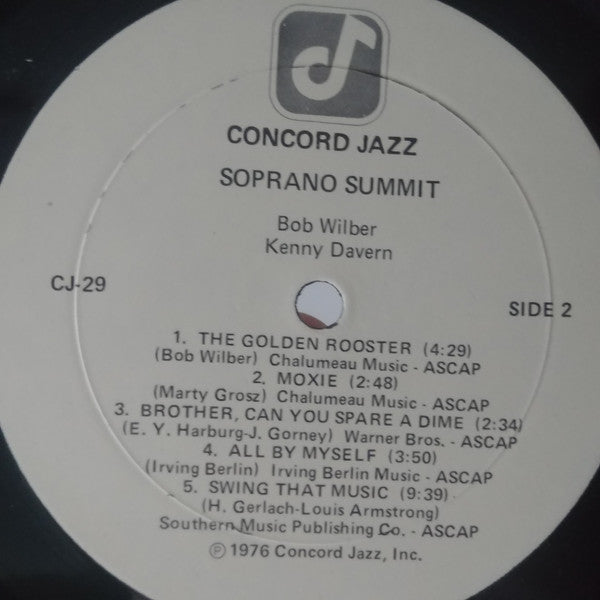 CONCORD JAZZ
SOPRANO SUMMIT
Bob Wilber
Kenny Davern
CJ-29
SIDE 2
1. THE GOLDEN ROOSTER (4:29)
(Bob Wilber) Chalumeau Music - ASCAP
2. MOXIE (2:48)
(Marty Grosz) Chalumeau Music - ASCAP
3. BROTHER, CAN YOU SPARE A DIME (2:34)
(E. Y. Harburg-J. Gorney) Warner Bros. - ASCAP
4. ALL BY MYSELF (3:50)
(Irving Berlin) Irving Berlin Music - ASCAP
5. SWING THAT MUSIC (9:39)
(H. Gerlach-Louis Armstrong)
Southern Music Publishing Co. - ASCAP
℗ 1976 Concord Jazz, Inc.